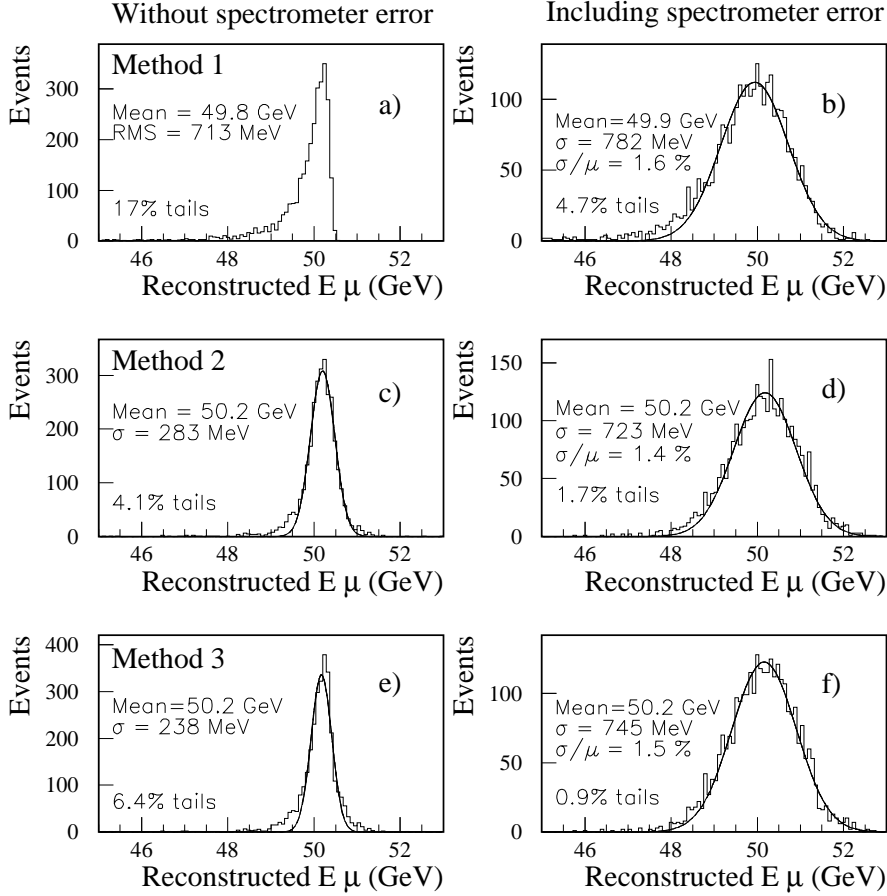 Without spectrometer error
Including spectrometer error
Events
300
200
100
0
Method 1
a)
Mean = 49.8 GeV
RMS = 713 MeV
17% tails
46 48 50 52
Reconstructed E μ (GeV)
Events
100
50
0
b)
Mean=49.9 GeV
σ = 782 MeV
σ/μ = 1.6 %
4.7% tails
46 48 50 52
Reconstructed E μ (GeV)
Events
300
200
100
0
Method 2
c)
Mean = 50.2 GeV
σ = 283 MeV
4.1% tails
46 48 50 52
Reconstructed E μ (GeV)
Events
150
100
50
0
d)
Mean = 50.2 GeV
σ = 723 MeV
σ/μ = 1.4 %
1.7% tails
46 48 50 52
Reconstructed E μ (GeV)
Events
400
300
200
100
0
Method 3
e)
Mean=50.2 GeV
σ = 238 MeV
6.4% tails
46 48 50 52
Reconstructed E μ (GeV)
Events
100
50
0
f)
Mean=50.2 GeV
σ = 745 MeV
σ/μ = 1.5 %
0.9% tails
46 48 50 52
Reconstructed E μ (GeV)